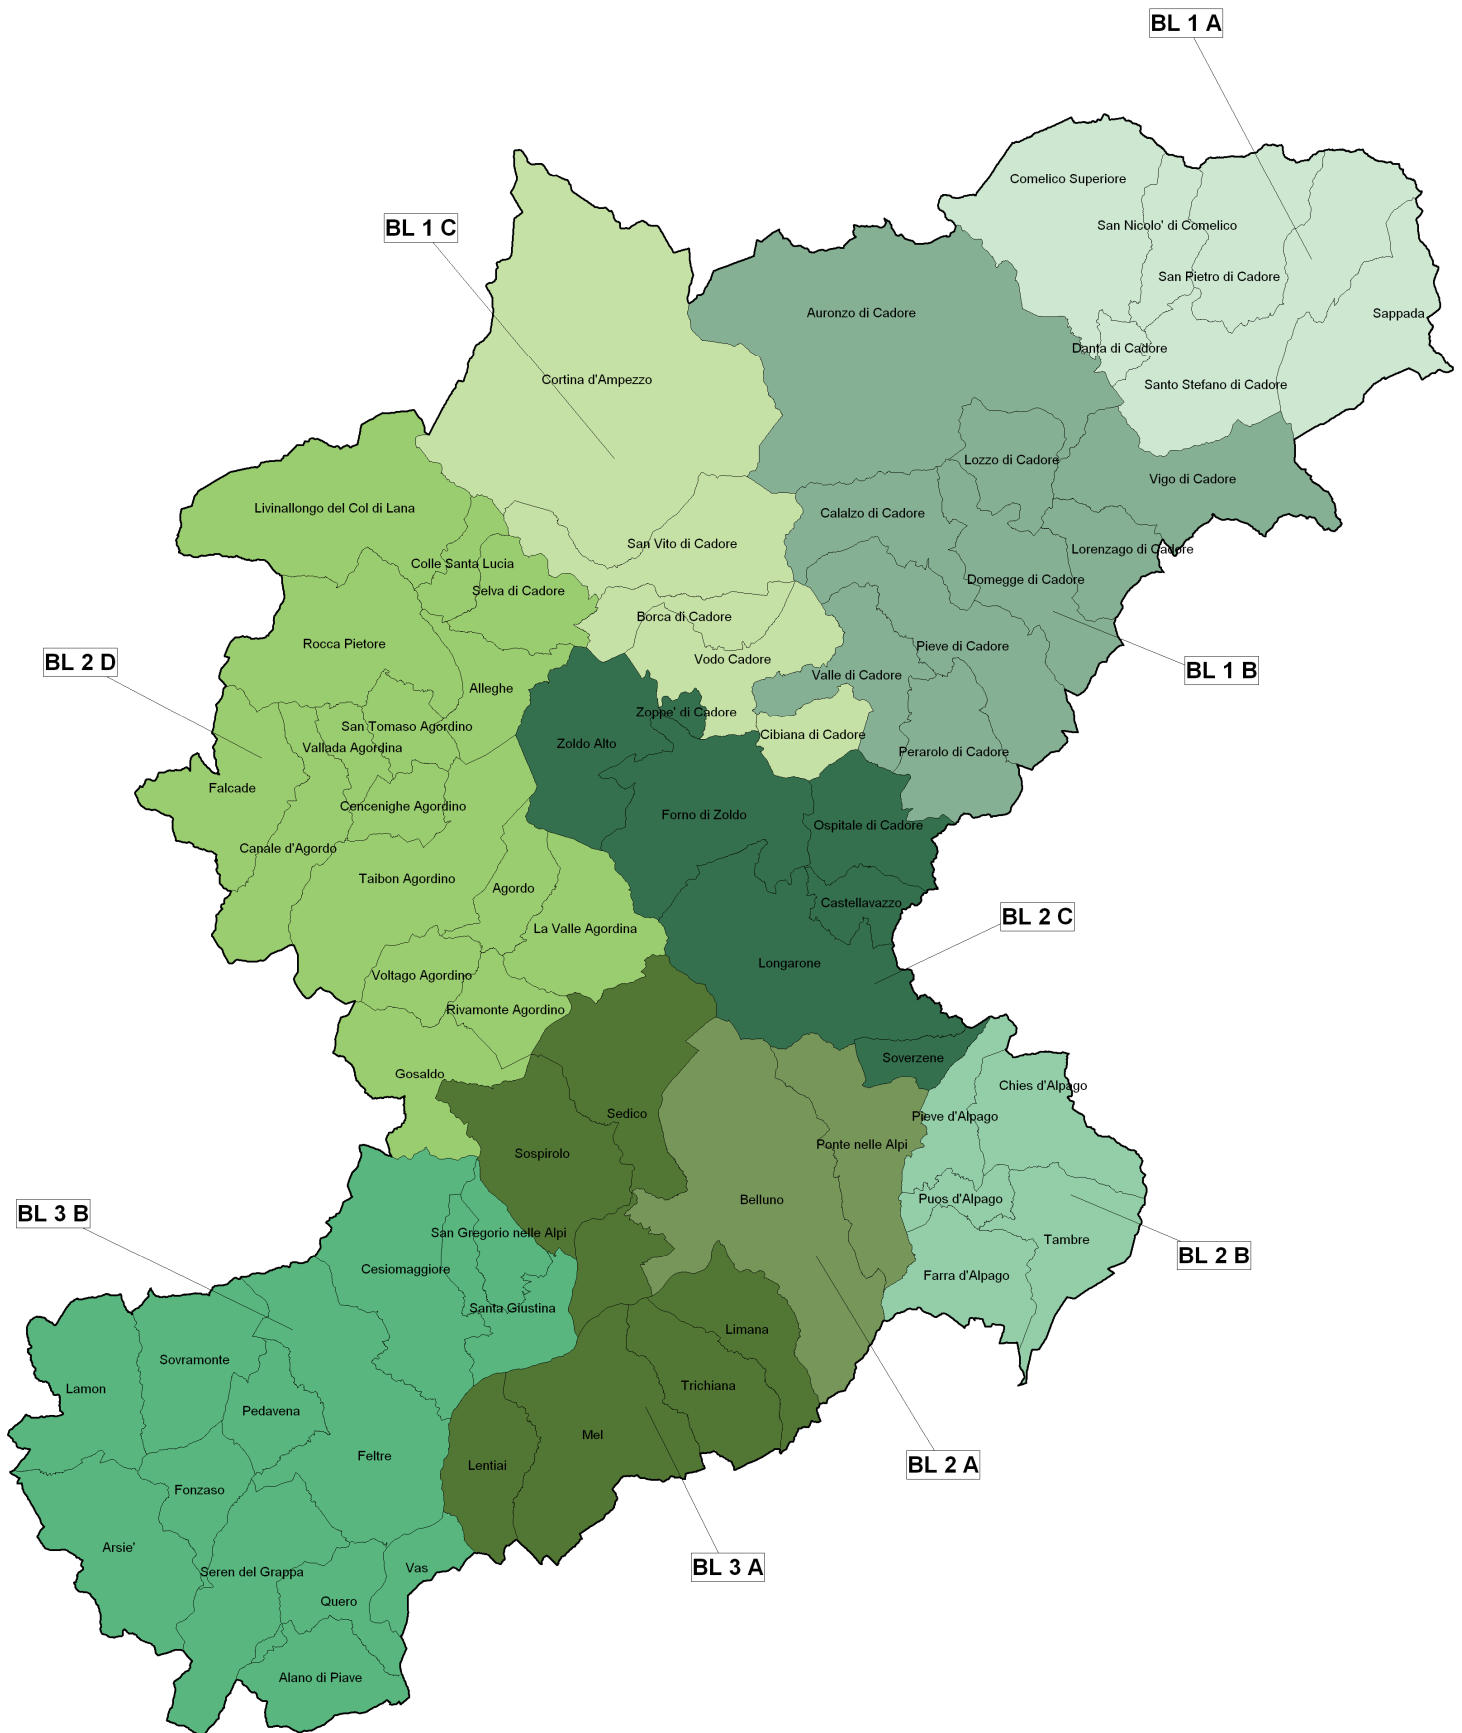 BL 1 A
Comelico Superiore
BL 1 C
San Nicolo' di Comelico
San Pietro di Cadore
Auronzo di Cadore
Sappada
Danta di Cadore
Cortina d'Ampezzo
Santo Stefano di Cadore
Lozzo di Cadore
Vigo di Cadore
Livinallongo del Col di Lana
Calalzo di Cadore
San Vito di Cadore
Lorenzago di Cadore
Colle Santa Lucia
Domegge di Cadore
Selva di Cadore
Borca di Cadore
Rocca Pietore
Pieve di Cadore
BL 2 D
Vodo Cadore
BL 1 B
Valle di Cadore
Alleghe
Zoppe' di Cadore
San Tomaso Agordino
Cibiana di Cadore
Vallada Agordina
Zoldo Alto
Perarolo di Cadore
Falcade
Cencenighe Agordino
Forno di Zoldo
Ospitale di Cadore
Canale d'Agordo
Taibon Agordino
Agordo
Castellavazzo
BL 2 C
La Valle Agordina
Longarone
Voltago Agordino
Rivamonte Agordino
Soverzene
Gosaldo
Chies d'Alpago
Sedico
Pieve d'Alpago
Ponte nelle Alpi
Sospirolo
Belluno
Puos d'Alpago
BL 3 B
San Gregorio nelle Alpi
Tambre
BL 2 B
Cesiomaggiore
Farra d'Alpago
Santa Giustina
Limana
Sovramonte
Lamon
Trichiana
Pedavena
Mel
Feltre
Lentiai
BL 2 A
Fonzaso
Arsie'
BL 3 A
Vas
Seren del Grappa
Quero
Alano di Piave